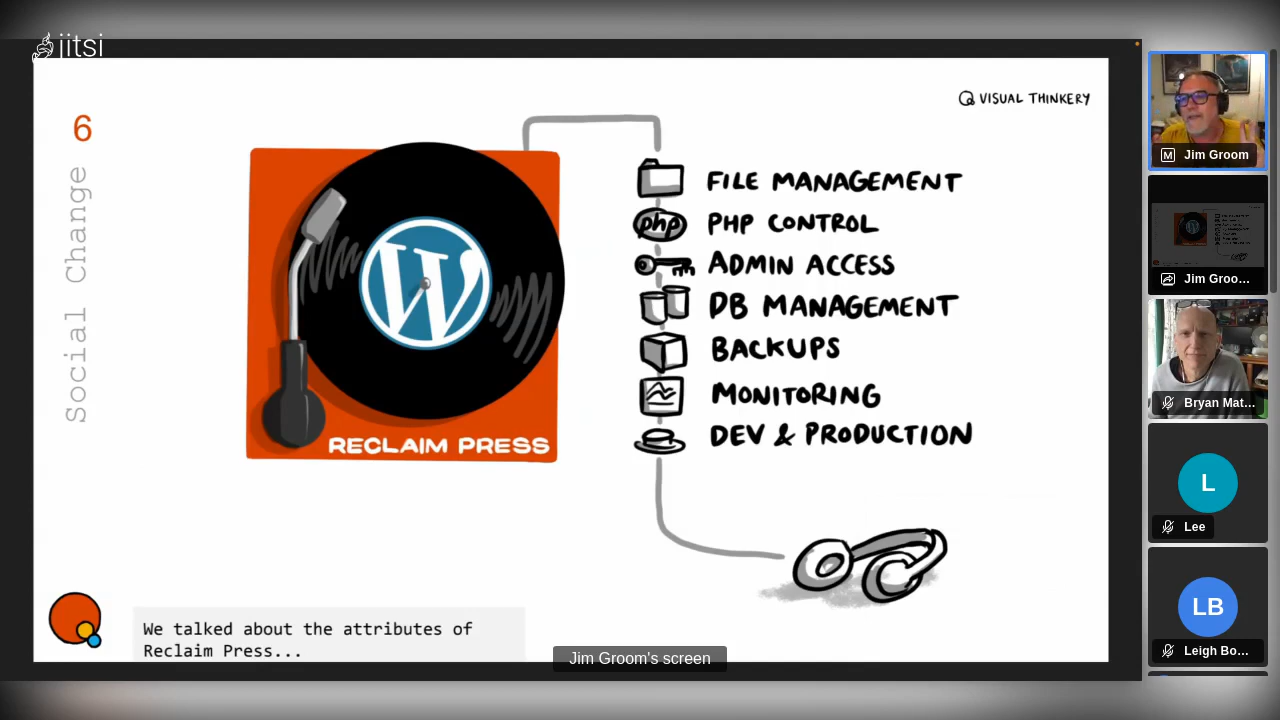 jitsi
VISUAL THINKERY
6
Social Change
FILE MANAGEMENT
php
PHP CONTROL
ADMIN ACCESS
DB MANAGEMENT
BACKUPS
MONITORING
DEV & PRODUCTION
RECLAIM PRESS
We talked about the attributes of
Reclaim Press...
Jim Groom's screen
M
Jim Groom
Jim Groo...
Bryan Mat...
L
Lee
LB
Leigh Bo...